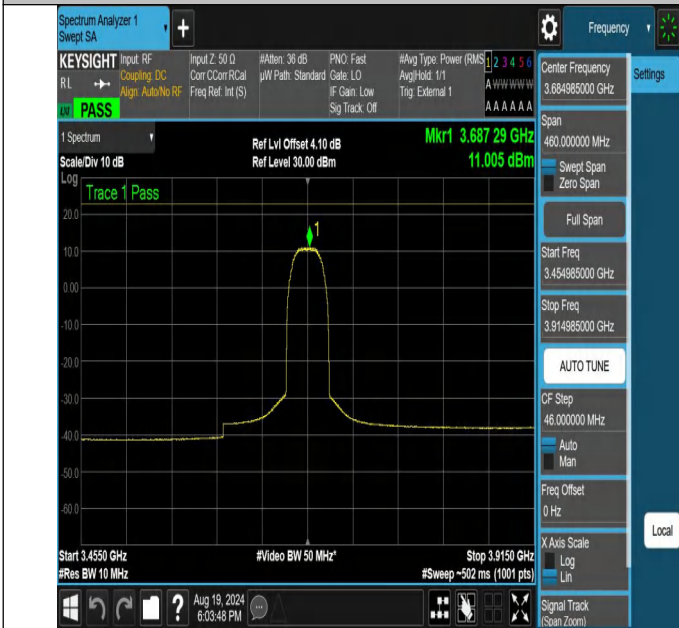 Spectrum Analyzer 1
Swept SA
Frequency
KEYSIGHT
Input: RF
Coupling: DC
Align: Auto/No RF
Input Z: 50 Ω
Corr CCorr RCal
Freq Ref: Int (S)
#Atten: 36 dB
µW Path: Standard
PNO: Fast
Gate: LO
IF Gain: Low
Sig Track: Off
#Avg Type: Power (RMS
Avg|Hold: 1/1
Trig: External 1
1 2 3 4 5 6
A W W W W W
A A A A A A
RL
PASS
1 Spectrum
Scale/Div 10 dB
Log
Ref Lvl Offset 4.10 dB
Ref Level 30.00 dBm
Mkr1 3.687 29 GHz
11.005 dBm
Trace 1 Pass
1
20.0
10.0
0.00
-10.0
-20.0
-30.0
-40.0
-50.0
-60.0
Start 3.4550 GHz
#Res BW 10 MHz
#Video BW 50 MHz*
Stop 3.9150 GHz
#Sweep ~502 ms (1001 pts)
Aug 19, 2024
6:03:48 PM
Center Frequency
3.684985000 GHz
Span
460.000000 MHz
Swept Span
Zero Span
Full Span
Start Freq
3.454985000 GHz
Stop Freq
3.914985000 GHz
AUTO TUNE
CF Step
46.000000 MHz
Auto
Man
Freq Offset
0 Hz
X Axis Scale
Log
Lin
Signal Track
(Span Zoom)
Settings
Local